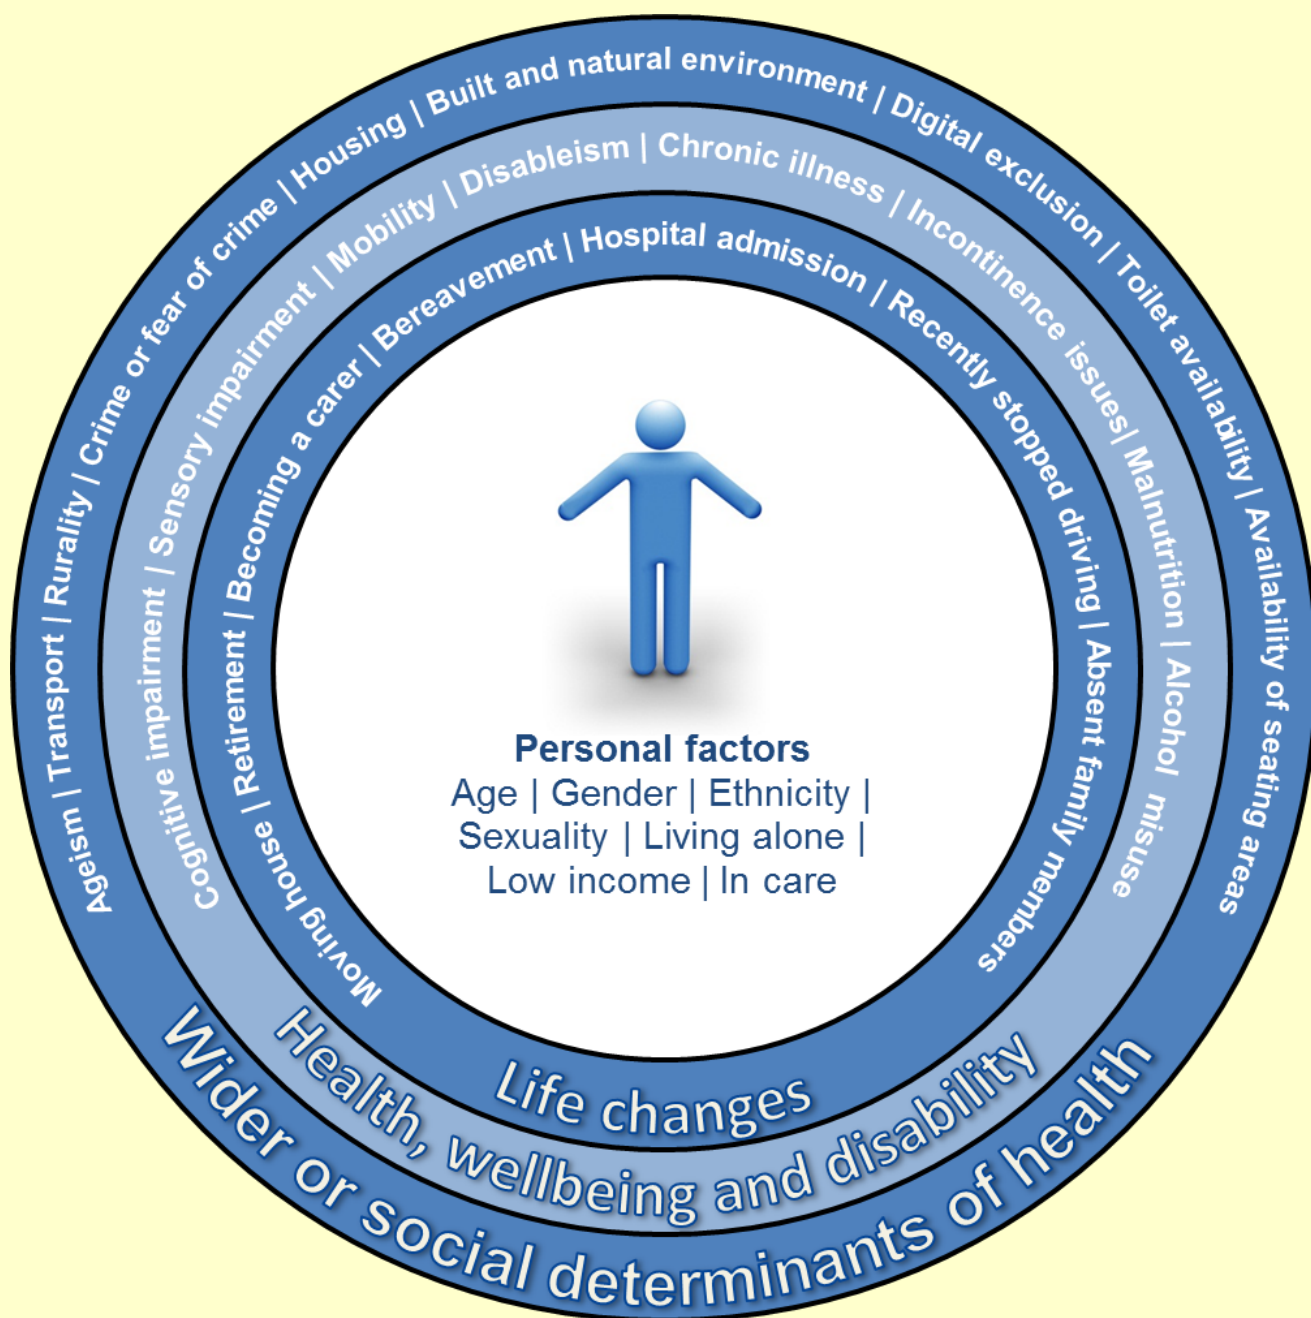 Ageism | Transport | Rurality | Crime or fear of crime | Housing | Built and natural environment | Digital exclusion | Toilet availability | Availability of seating areas
Cognitive impairment | Sensory impairment | Mobility | Disableism | Chronic illness | Incontinence issues| Malnutrition | Alcohol misuse
Moving house | Retirement | Becoming a carer | Bereavement | Hospital admission | Recently stopped driving | Absent family members
Personal factors
Age | Gender | Ethnicity |
Sexuality | Living alone |
Low income | In care
Life changes
Health, wellbeing and disability
Wider or social determinants of health